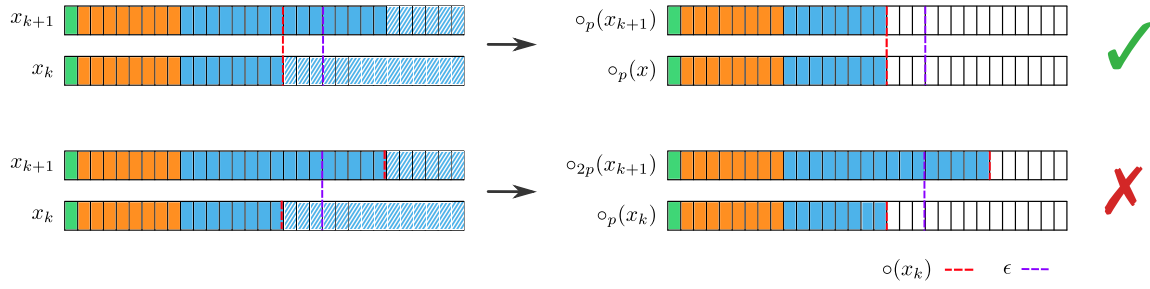 x_{k+1} ∘_p(x_{k+1})
x_k ∘_p(x)
x_{k+1} ∘_{2p}(x_{k+1})
x_k ∘_p(x_k)
∘(x_k) ϵ